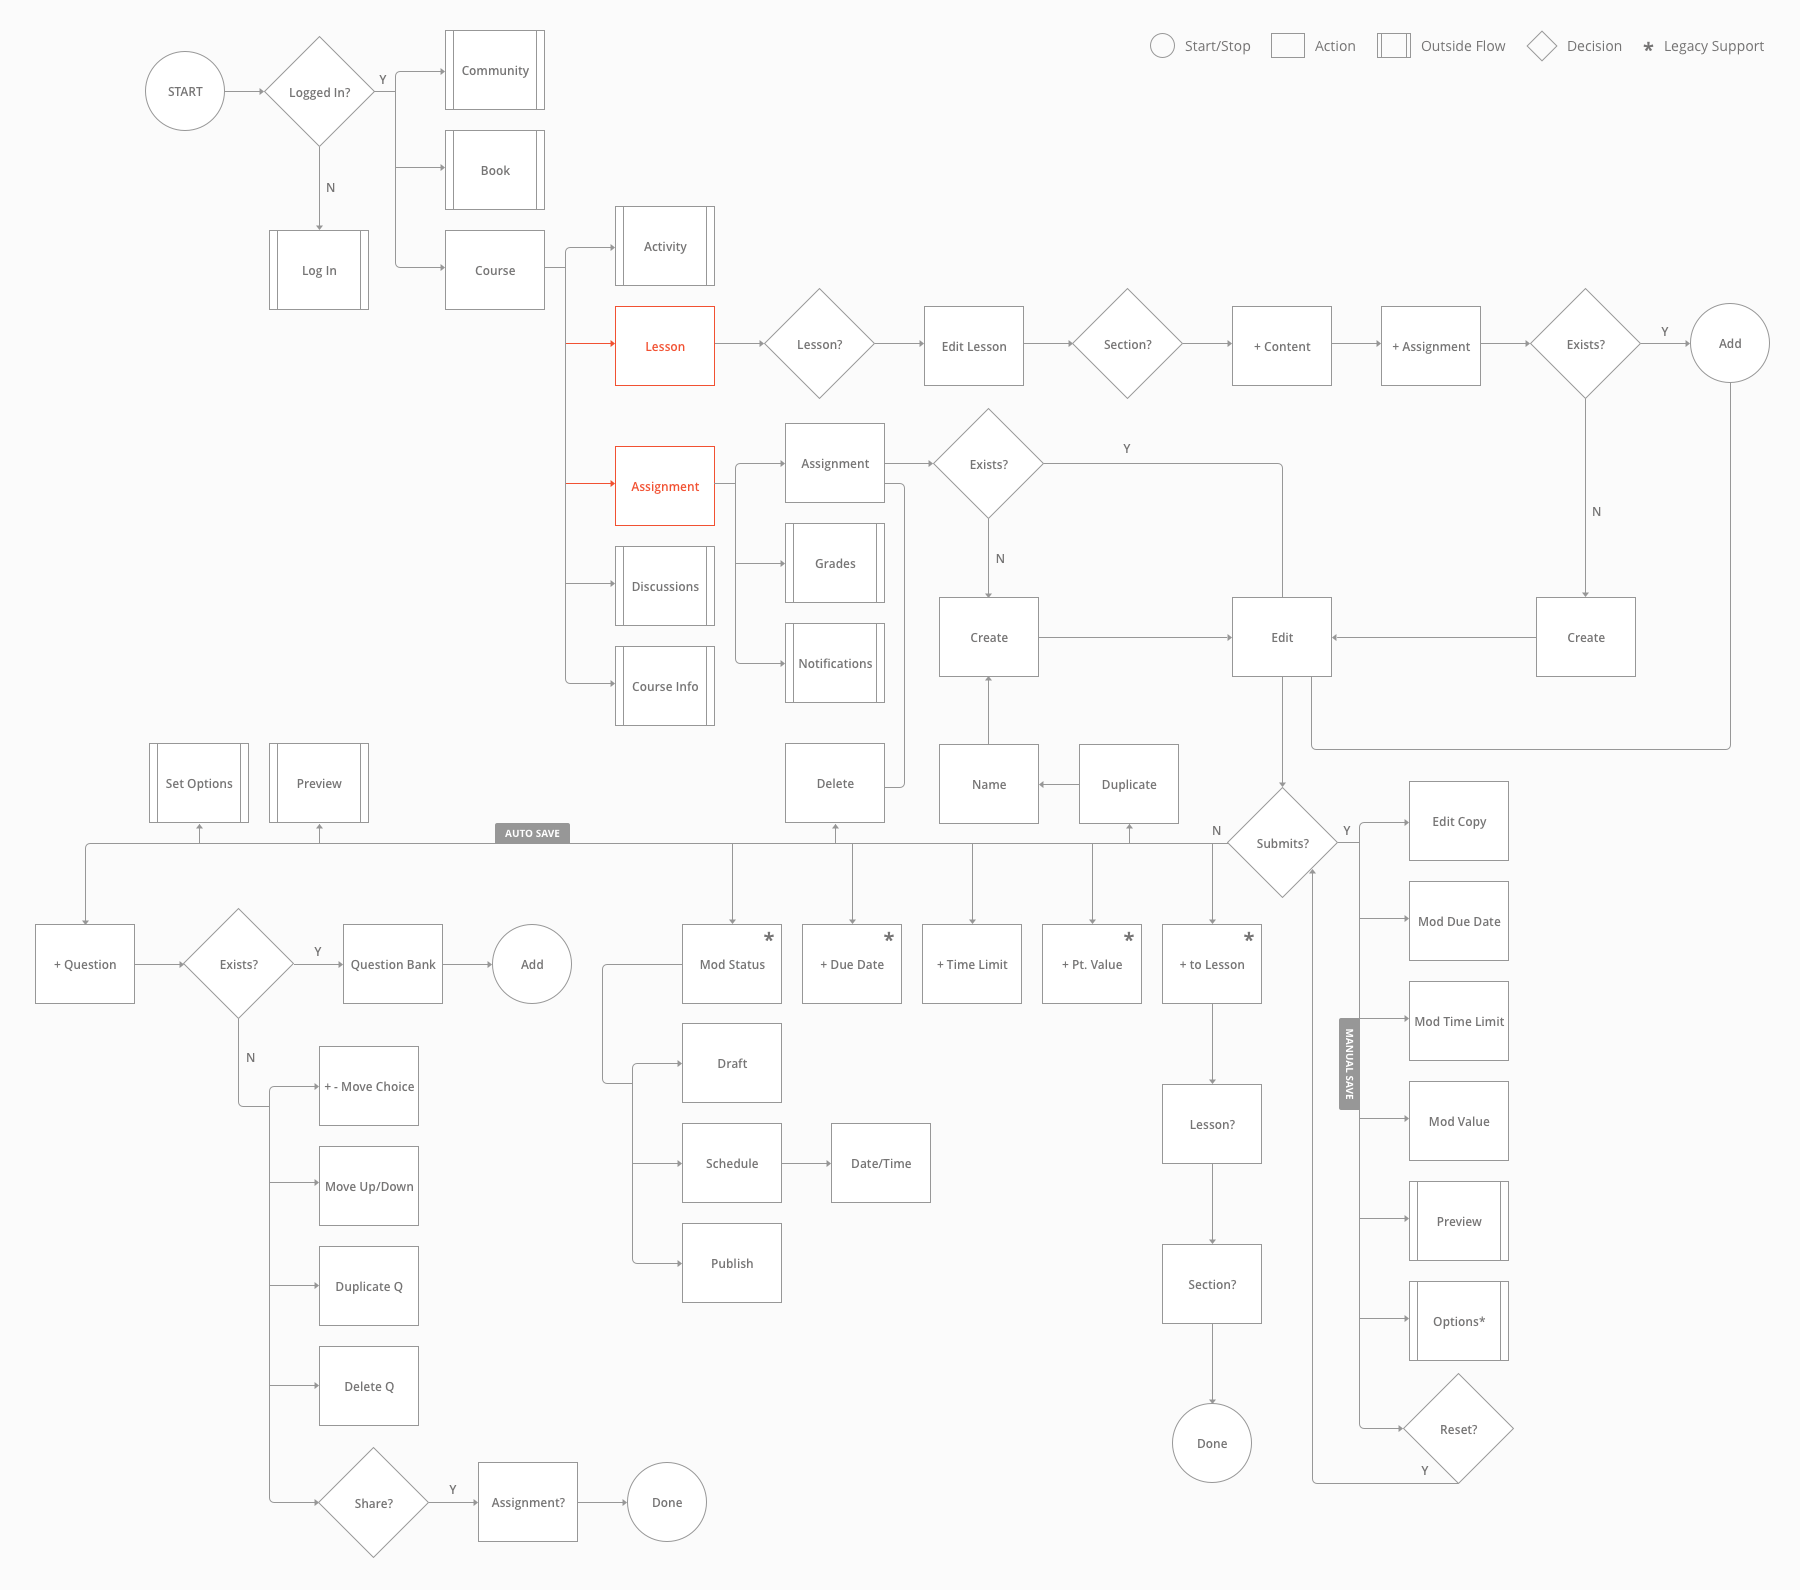 Start/Stop
Action
Outside Flow
Decision
* Legacy Support
START
Logged In?
Y
N
Log In
Community
Book
Course
Activity
Lesson
Lesson?
Edit Lesson
Section?
+ Content
+ Assignment
Exists?
Y
Add
N
Create
Assignment
Assignment
Exists?
Y
N
Grades
Discussions
Notifications
Course Info
Create
Edit
Set Options
Preview
Delete
Name
Duplicate
AUTO SAVE
N
Submits?
Y
Edit Copy
Mod Due Date
Mod Time Limit
MANUAL SAVE
Mod Value
Preview
Options*
Reset?
Y
+ Question
Exists?
Y
Question Bank
Add
N
+ - Move Choice
Move Up/Down
Duplicate Q
Delete Q
Share?
Y
Assignment?
Done
*
Mod Status
*
+ Due Date
+ Time Limit
*
+ Pt. Value
*
+ to Lesson
Draft
Schedule
Date/Time
Publish
Lesson?
Section?
Done